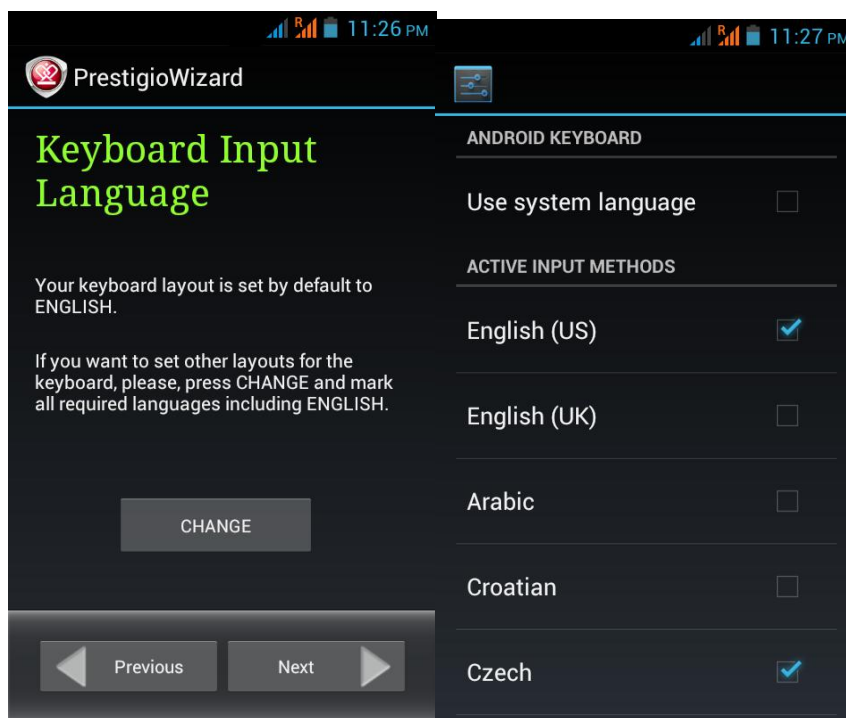 R 11:26 PM
PrestigioWizard
Keyboard Input
Language
Your keyboard layout is set by default to
ENGLISH.
If you want to set other layouts for the
keyboard, please, press CHANGE and mark
all required languages including ENGLISH.
CHANGE
Previous
Next
R 11:27 PM
ANDROID KEYBOARD
Use system language
ACTIVE INPUT METHODS
English (US)
English (UK)
Arabic
Croatian
Czech